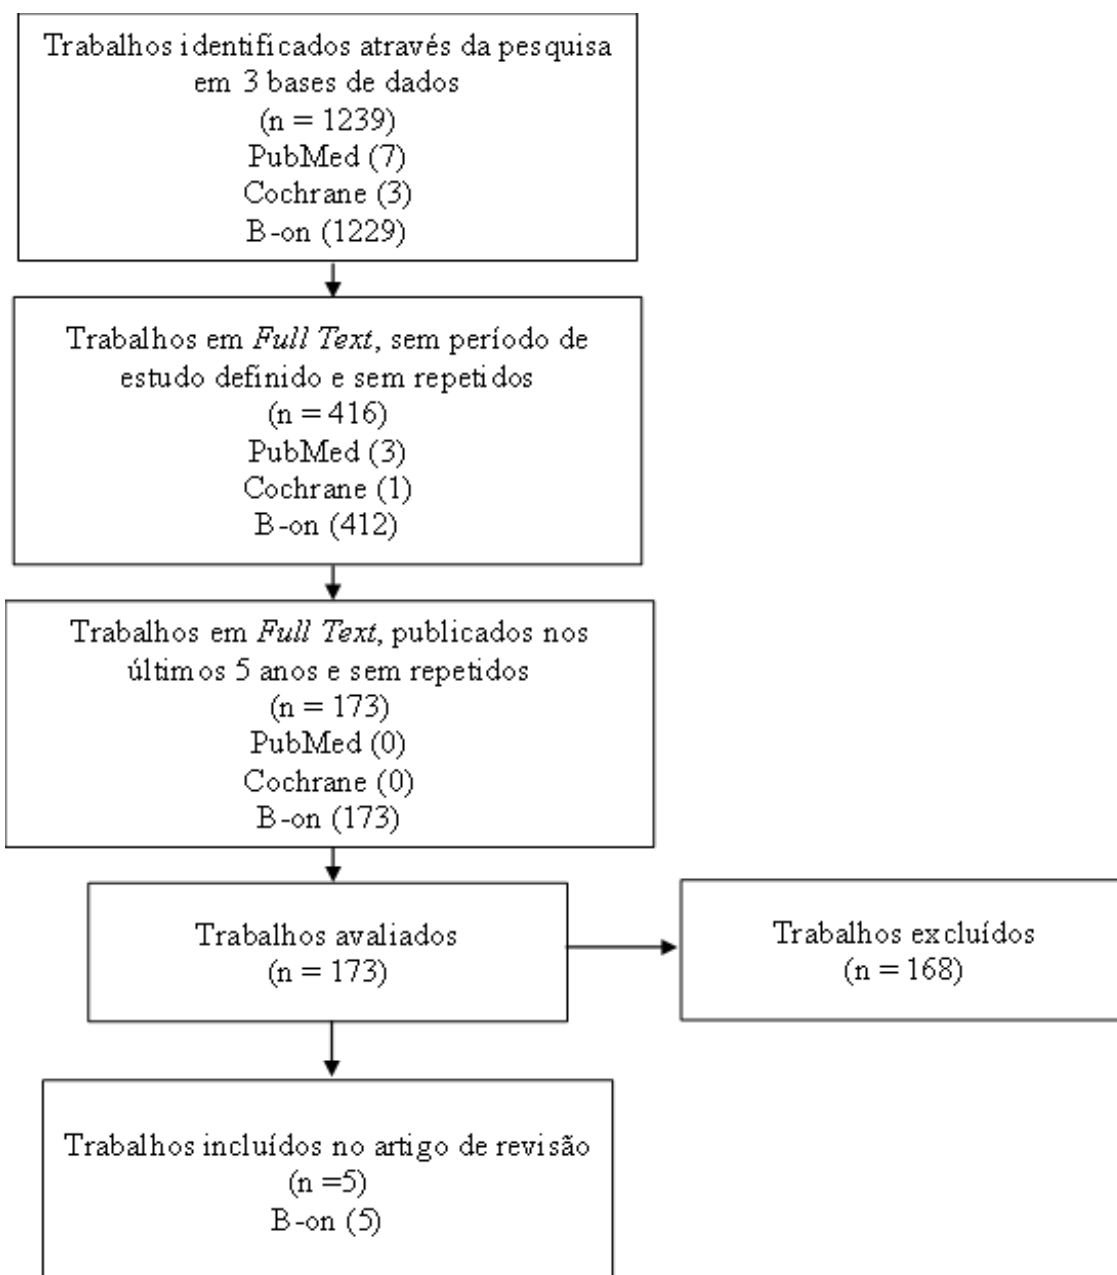 Trabalhos identificados através da pesquisa
em 3 bases de dados
(n = 1239)
PubMed (7)
Cochrane (3)
B-on (1229)
Trabalhos em Full Text, sem período de
estudo definido e sem repetidos
(n = 416)
PubMed (3)
Cochrane (1)
B-on (412)
Trabalhos em Full Text, publicados nos
últimos 5 anos e sem repetidos
(n = 173)
PubMed (0)
Cochrane (0)
B-on (173)
Trabalhos avaliados
(n = 173)
Trabalhos excluídos
(n = 168)
Trabalhos incluídos no artigo de revisão
(n =5)
B-on (5)